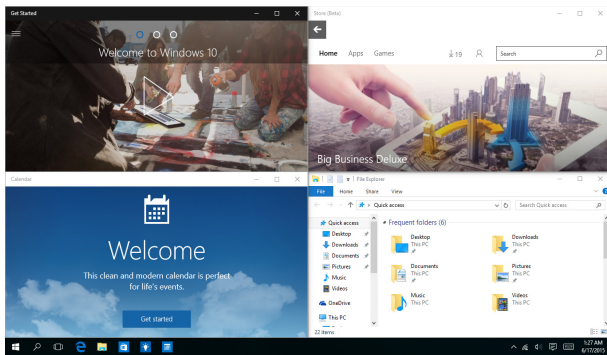 Get Started
Welcome to Windows 10
Store (Beta)
Home Apps Games 19 Search
Big Business Deluxe
Calendar
Welcome
This clean and modern calendar is perfect
for life's events.
Get started
File Explorer
File Home Share View
Quick access
Search Quick access
Quick access
Desktop
Downloads
Documents
Pictures
Music
Videos
OneDrive
This PC
Frequent folders (6)
Desktop
This PC
Downloads
This PC
Documents
This PC
Pictures
This PC
Music
This PC
Videos
This PC
22 items
1:27 AM
6/17/2015